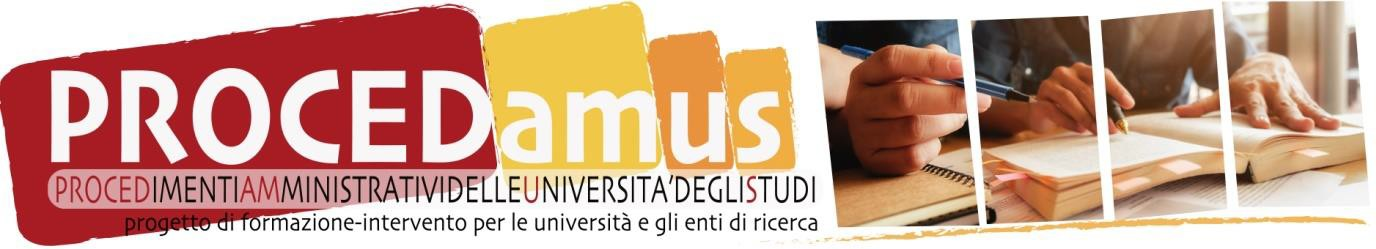 PROCEDamus
PROCEDIMENTIAMMINISTRATIVIDELLEUNIVERSITA'DEGLISTUDI
progetto di formazione-intervento per le università e gli enti di ricerca